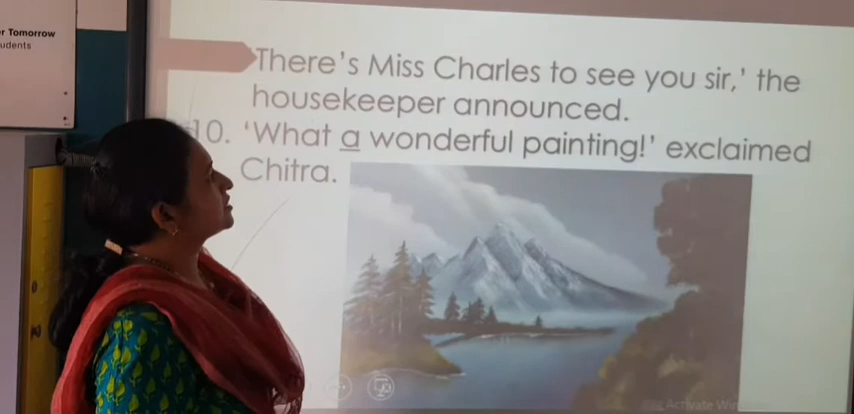 r Tomorrow
udents
There's Miss Charles to see you sir,' the
housekeeper announced.
10. 'What a wonderful painting!' exclaimed
Chitra.
Activate Win